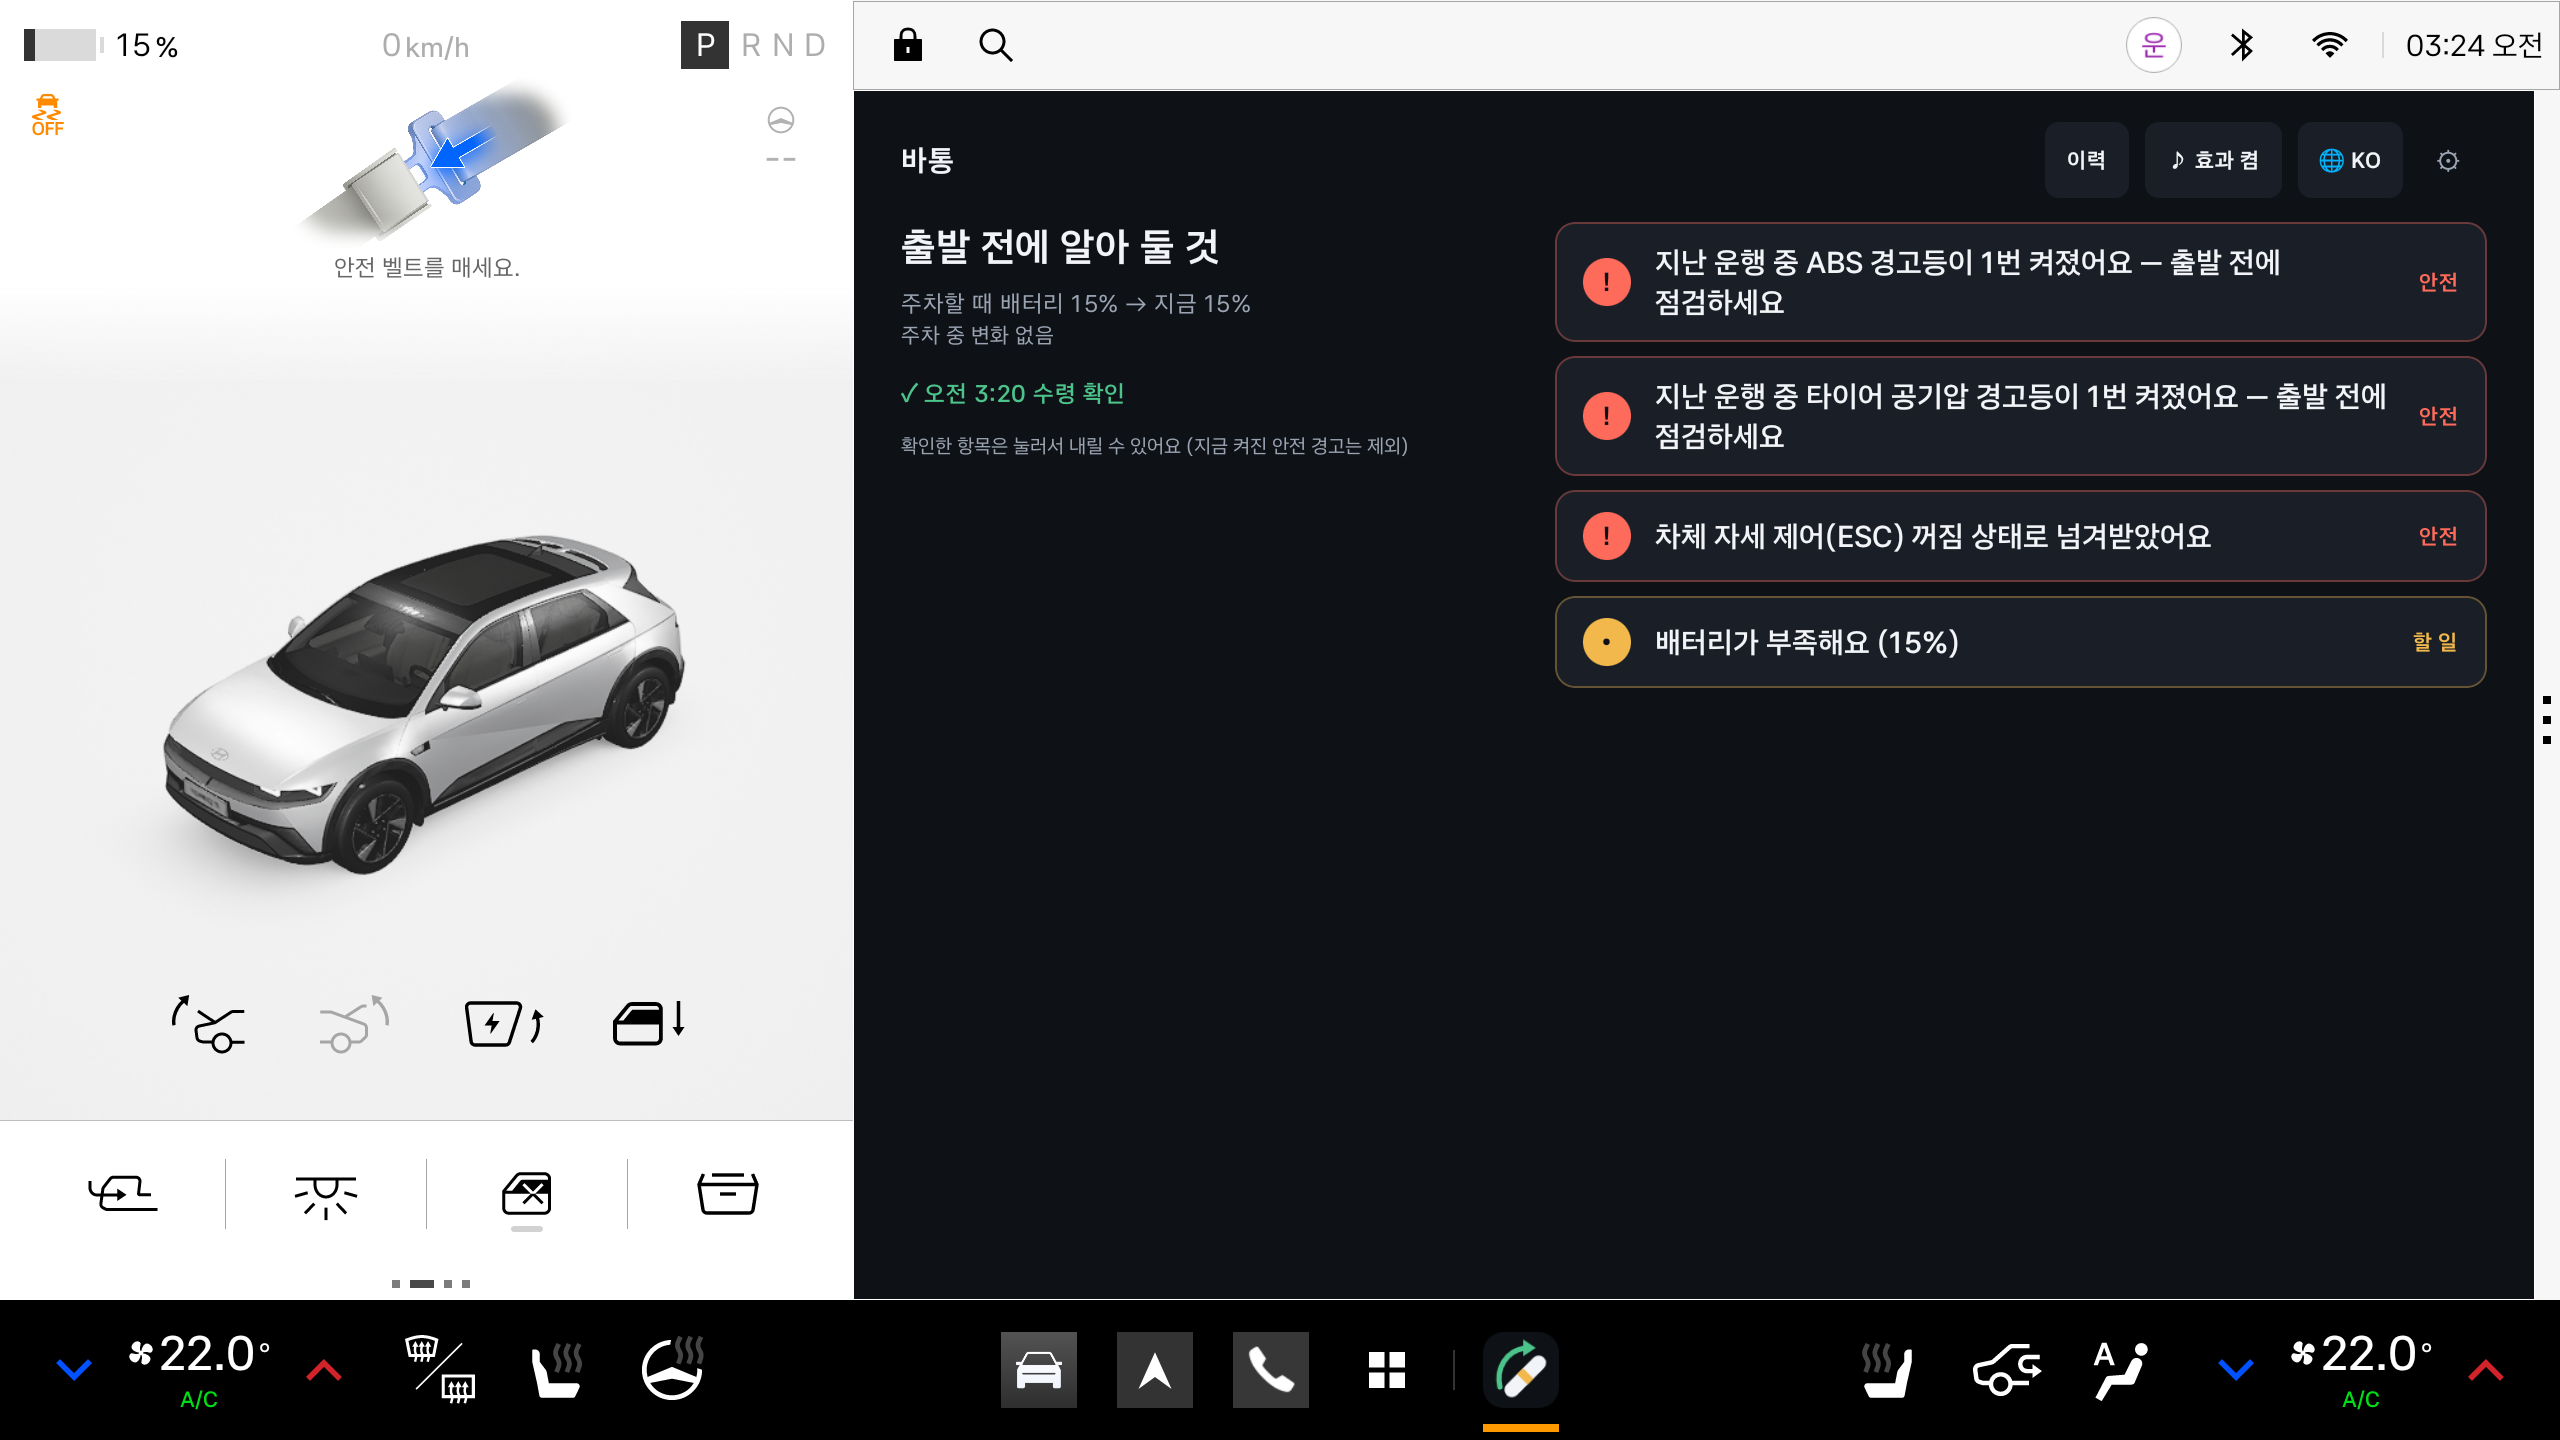 15%
0 km/h
P R N D
OFF
안전 벨트를 매세요.
운
03:24 오전
바통
이력
♪ 효과 켬
KO
출발 전에 알아 둘 것
주차할 때 배터리 15% → 지금 15%
주차 중 변화 없음
✓ 오전 3:20 수령 확인
확인한 항목은 눌러서 내릴 수 있어요 (지금 켜진 안전 경고는 제외)
지난 운행 중 ABS 경고등이 1번 켜졌어요 — 출발 전에
점검하세요
안전
지난 운행 중 타이어 공기압 경고등이 1번 켜졌어요 — 출발 전에
점검하세요
안전
차체 자세 제어(ESC) 꺼짐 상태로 넘겨받았어요
안전
배터리가 부족해요 (15%)
할 일
22.0°
A/C
A
22.0°
A/C